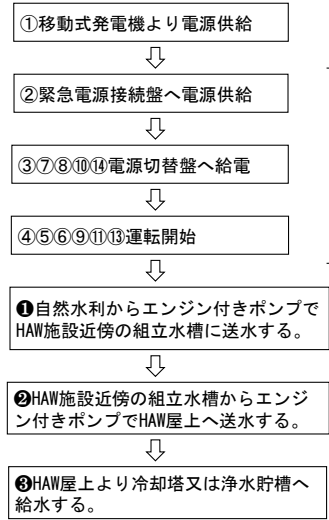 ①移動式発電機より電源供給
②緊急電源接続盤へ電源供給
③⑦⑧⑩⑭電源切替盤へ給電
④⑤⑥⑨⑪⑬運転開始
❶自然水利からエンジン付きポンプで
HAW施設近傍の組立水槽に送水する。
❷HAW施設近傍の組立水槽からエンジ
ン付きポンプでHAW屋上へ送水する。
❸HAW屋上より冷却塔又は浄水貯槽へ
給水する。